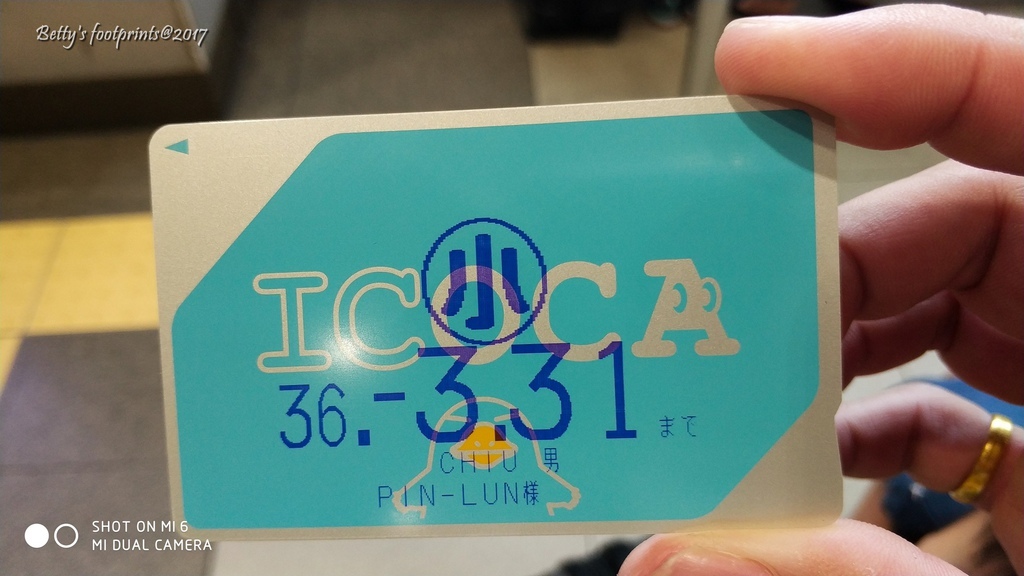 Betty's footprints@2017
小
ICOCA
36.-3.31 まで
CHIU 男
PIN-LUN様
SHOT ON MI 6
MI DUAL CAMERA